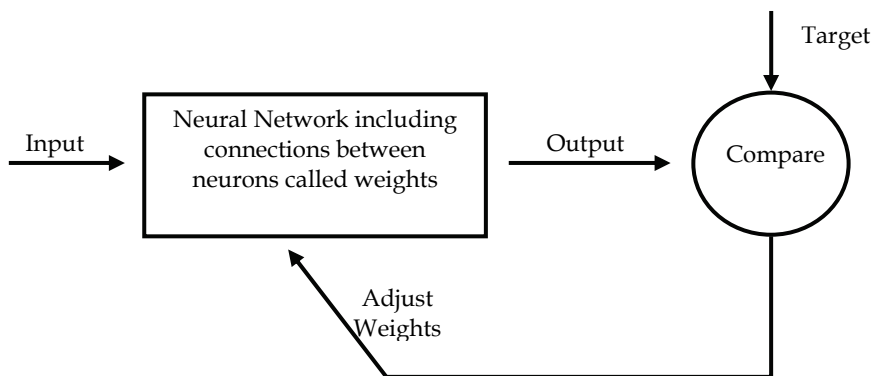 Target
Input
Neural Network including
connections between
neurons called weights
Output
Compare
Adjust
Weights